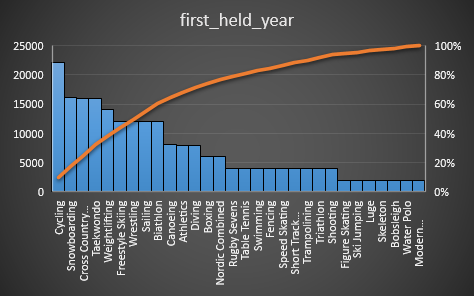 first_held_year
25000
20000
15000
10000
5000
0
100%
80%
60%
40%
20%
0%
Cycling
Snowboarding
Cross Country...
Taekwondo
Weightlifting
Freestyle Skiing
Wrestling
Sailing
Biathlon
Canoeing
Athletics
Diving
Boxing
Nordic Combined
Rugby Sevens
Table Tennis
Swimming
Fencing
Speed Skating
Short Track...
Trampolining
Triathlon
Shooting
Figure Skating
Ski Jumping
Luge
Skeleton
Bobsleigh
Water Polo
Modern...